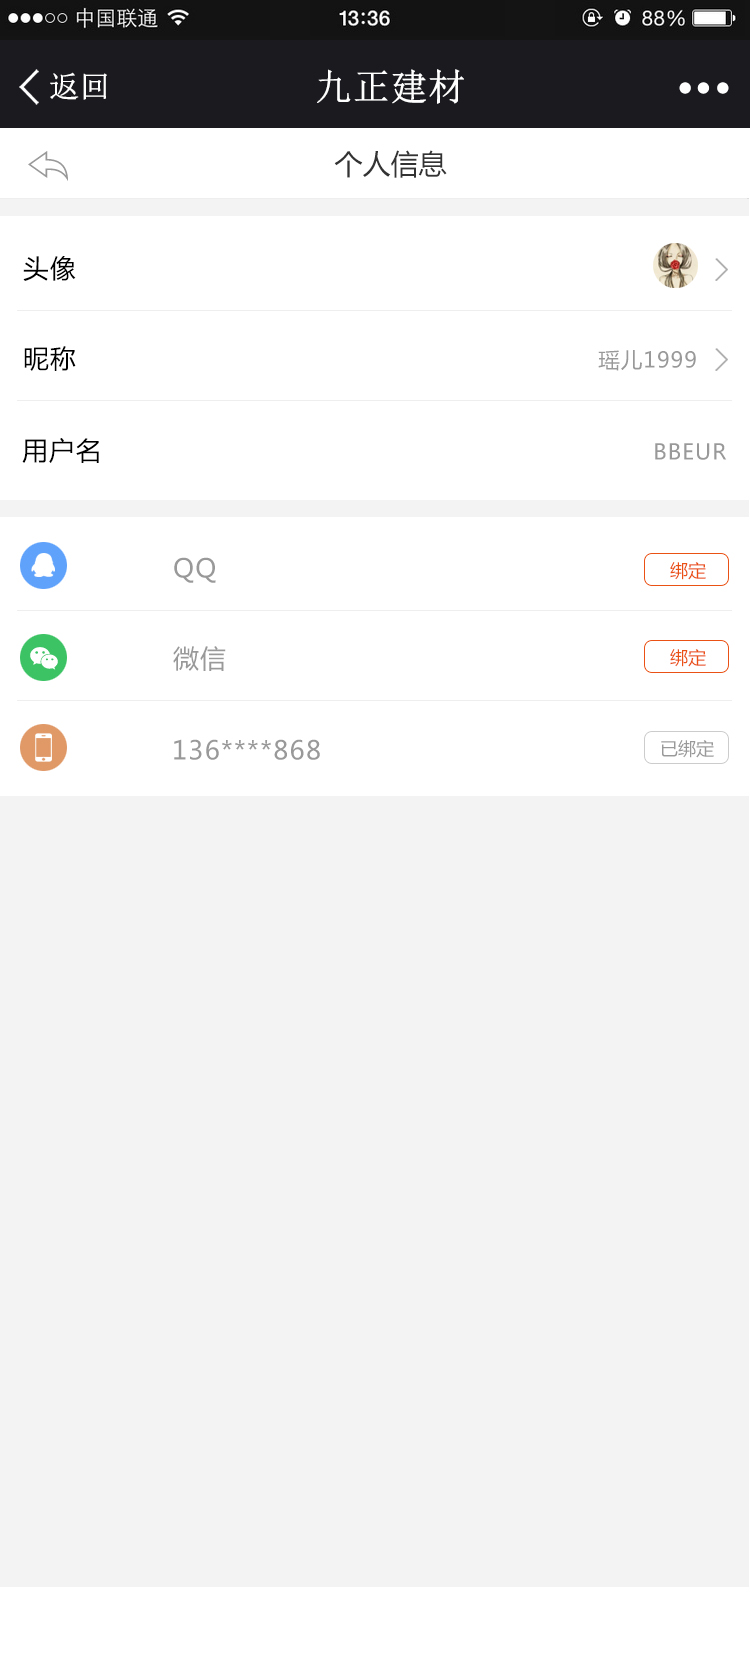 中国联通 13:36 88%
返回 九正建材
个人信息
头像
昵称 瑶儿1999
用户名 BBEUR
QQ 绑定
微信 绑定
136****868 已绑定